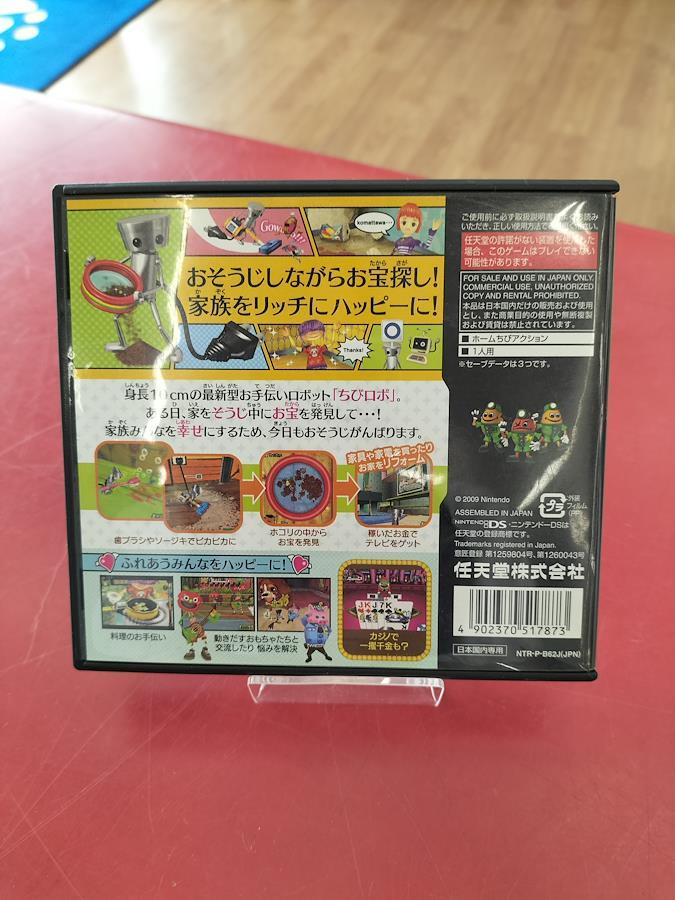 Gowo
komattawa…
おそうじしながらお宝探し!
家族をリッチにハッピーに!
Thanks!
身長10cmの最新型お手伝いロボット「ちびロボ」。
ある日、家をそうじ中にお宝を発見して・・・!
家族みんなを幸せにするため、今日もおそうじがんばります。
家具や家電を買ったり
お家をリフォーム
歯ブラシやソージキでピカピカに
ホコリの中から
お宝を発見
稼いだお金で
テレビをゲット
ふれあうみんなをハッピーに!
料理のお手伝い
動きだすおもちゃたちと
交流したり 悩みを解決
JKJ7K
カジノで
一攫千金も?
ご使用前に必ず取扱説明書をよくお読み
いただき、正しい使用方法でご
任天堂の許諾がない装置を使用した
場合、このゲームはプレイできない
可能性があります。
FOR SALE AND USE IN JAPAN ONLY.
COMMERCIAL USE, UNAUTHORIZED
COPY AND RENTAL PROHIBITED.
本品は日本国内だけの販売および使用
とし、また商業目的の使用や無断複製
および賃貸は禁止されています。
■ ホームちびアクション
■ 1人用
※セーブデータは3つです。
© 2009 Nintendo
ASSEMBLED IN JAPAN
プラ
外装
フィルム
(PP)
NINTENDO DS・ニンテンドーDSは
任天堂の登録商標です。
Trademarks registered in Japan.
意匠登録 第1259804号、第1260043号
任天堂株式会社
4 902370 517873
日本国内専用
NTR-P-B62J(JPN)